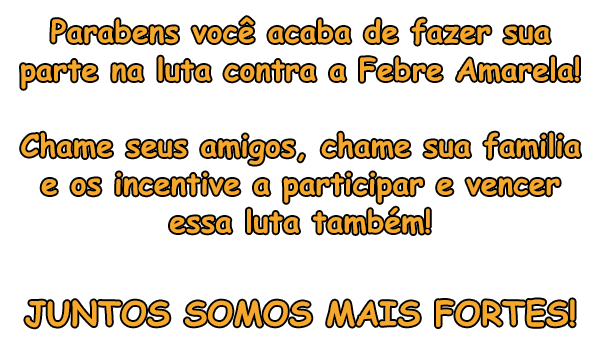 Parabens você acaba de fazer sua
parte na luta contra a Febre Amarela!
Chame seus amigos, chame sua familia
e os incentive a participar e vencer
essa luta também!
JUNTOS SOMOS MAIS FORTES!